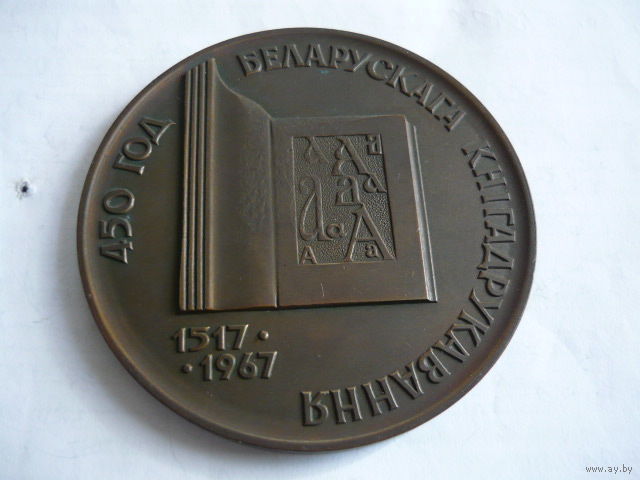 450 ГОД БЕЛАРУСКАГА КНІГАДРУКАВАННЯ
1517 ·
· 1967
www.ay.by